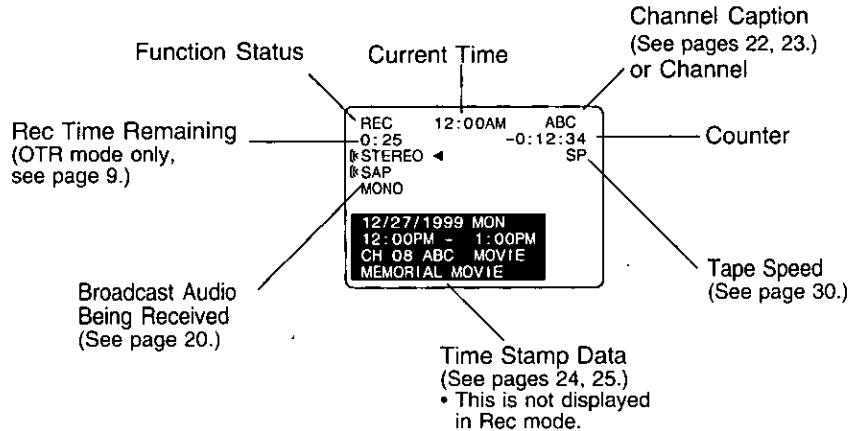 Channel Caption
(See pages 22, 23.)
or Channel
Function Status
Current Time
Rec Time Remaining
(OTR mode only,
see page 9.)
REC 12:00AM ABC
0:25 -0:12:34
STEREO ◄ SP
SAP
MONO
Counter
12/27/1999 MON
12:00PM - 1:00PM
CH 08 ABC MOVIE
MEMORIAL MOVIE
Tape Speed
(See page 30.)
Broadcast Audio
Being Received
(See page 20.)
Time Stamp Data
(See pages 24, 25.)
• This is not displayed
in Rec mode.